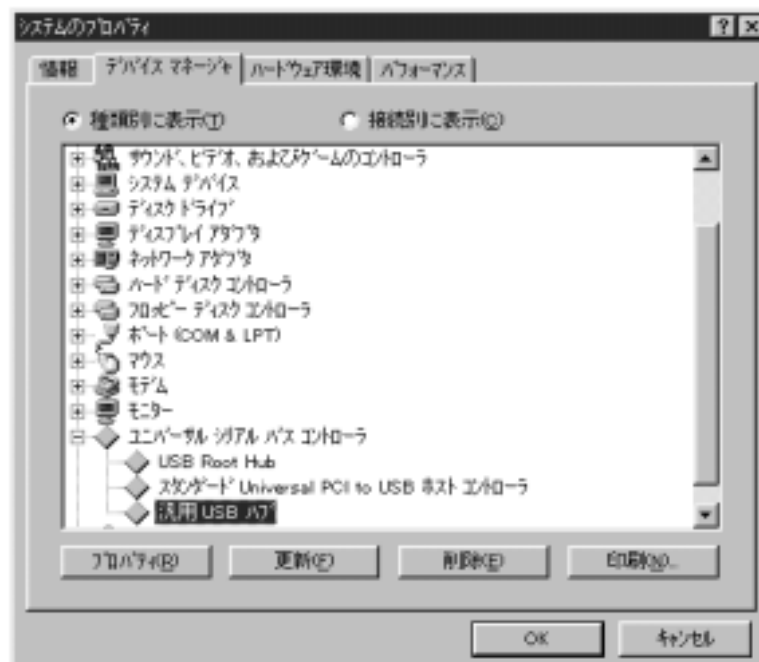 システムのプロパティ
情報 デバイス マネージャ ハードウェア環境 パフォーマンス
種類別に表示(T) 接続別に表示(C)
サウンド、ビデオ、およびゲームのコントローラ
システム デバイス
ディスク ドライブ
ディスプレイ アダプタ
ネットワーク アダプタ
ハード ディスク コントローラ
フロッピー ディスク コントローラ
ポート (COM & LPT)
マウス
モデム
モニター
ユニバーサル シリアル バス コントローラ
USB Root Hub
スタンダード Universal PCI to USB ホスト コントローラ
汎用 USB ハブ
プロパティ(R) 更新(F) 削除(E) 印刷(N)...
OK キャンセル